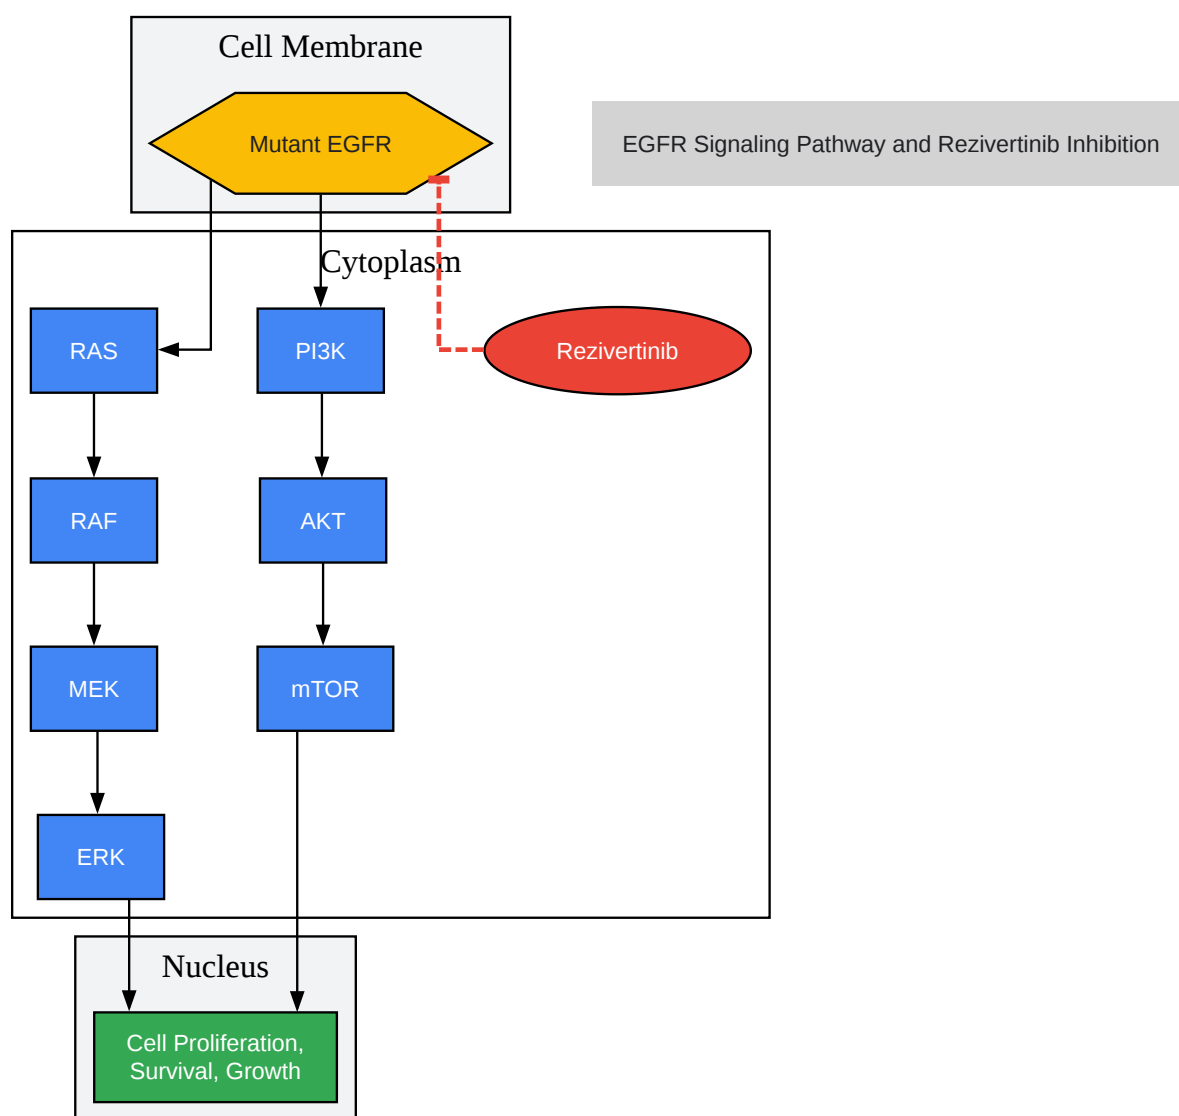 Cell Membrane
Mutant EGFR
EGFR Signaling Pathway and Rezivertinib Inhibition
Cytoplasm
RAS
PI3K
Rezivertinib
RAF
AKT
MEK
mTOR
ERK
Nucleus
Cell Proliferation,
Survival, Growth